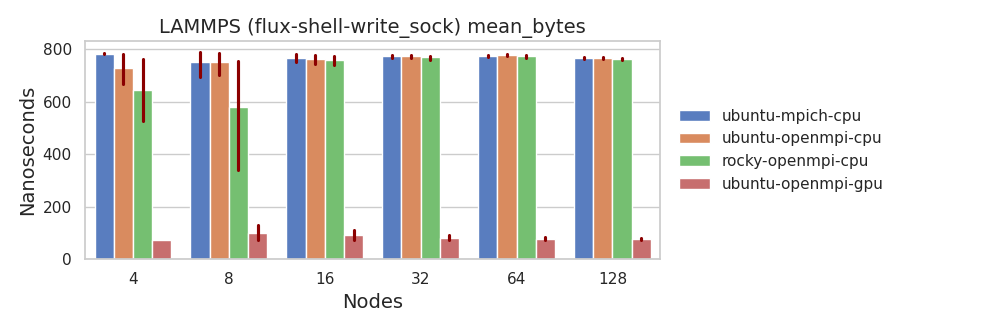 LAMMPS (flux-shell-write_sock) mean_bytes
Nanoseconds
800
600
400
200
0
4 8 16 32 64 128
Nodes
ubuntu-mpich-cpu
ubuntu-openmpi-cpu
rocky-openmpi-cpu
ubuntu-openmpi-gpu